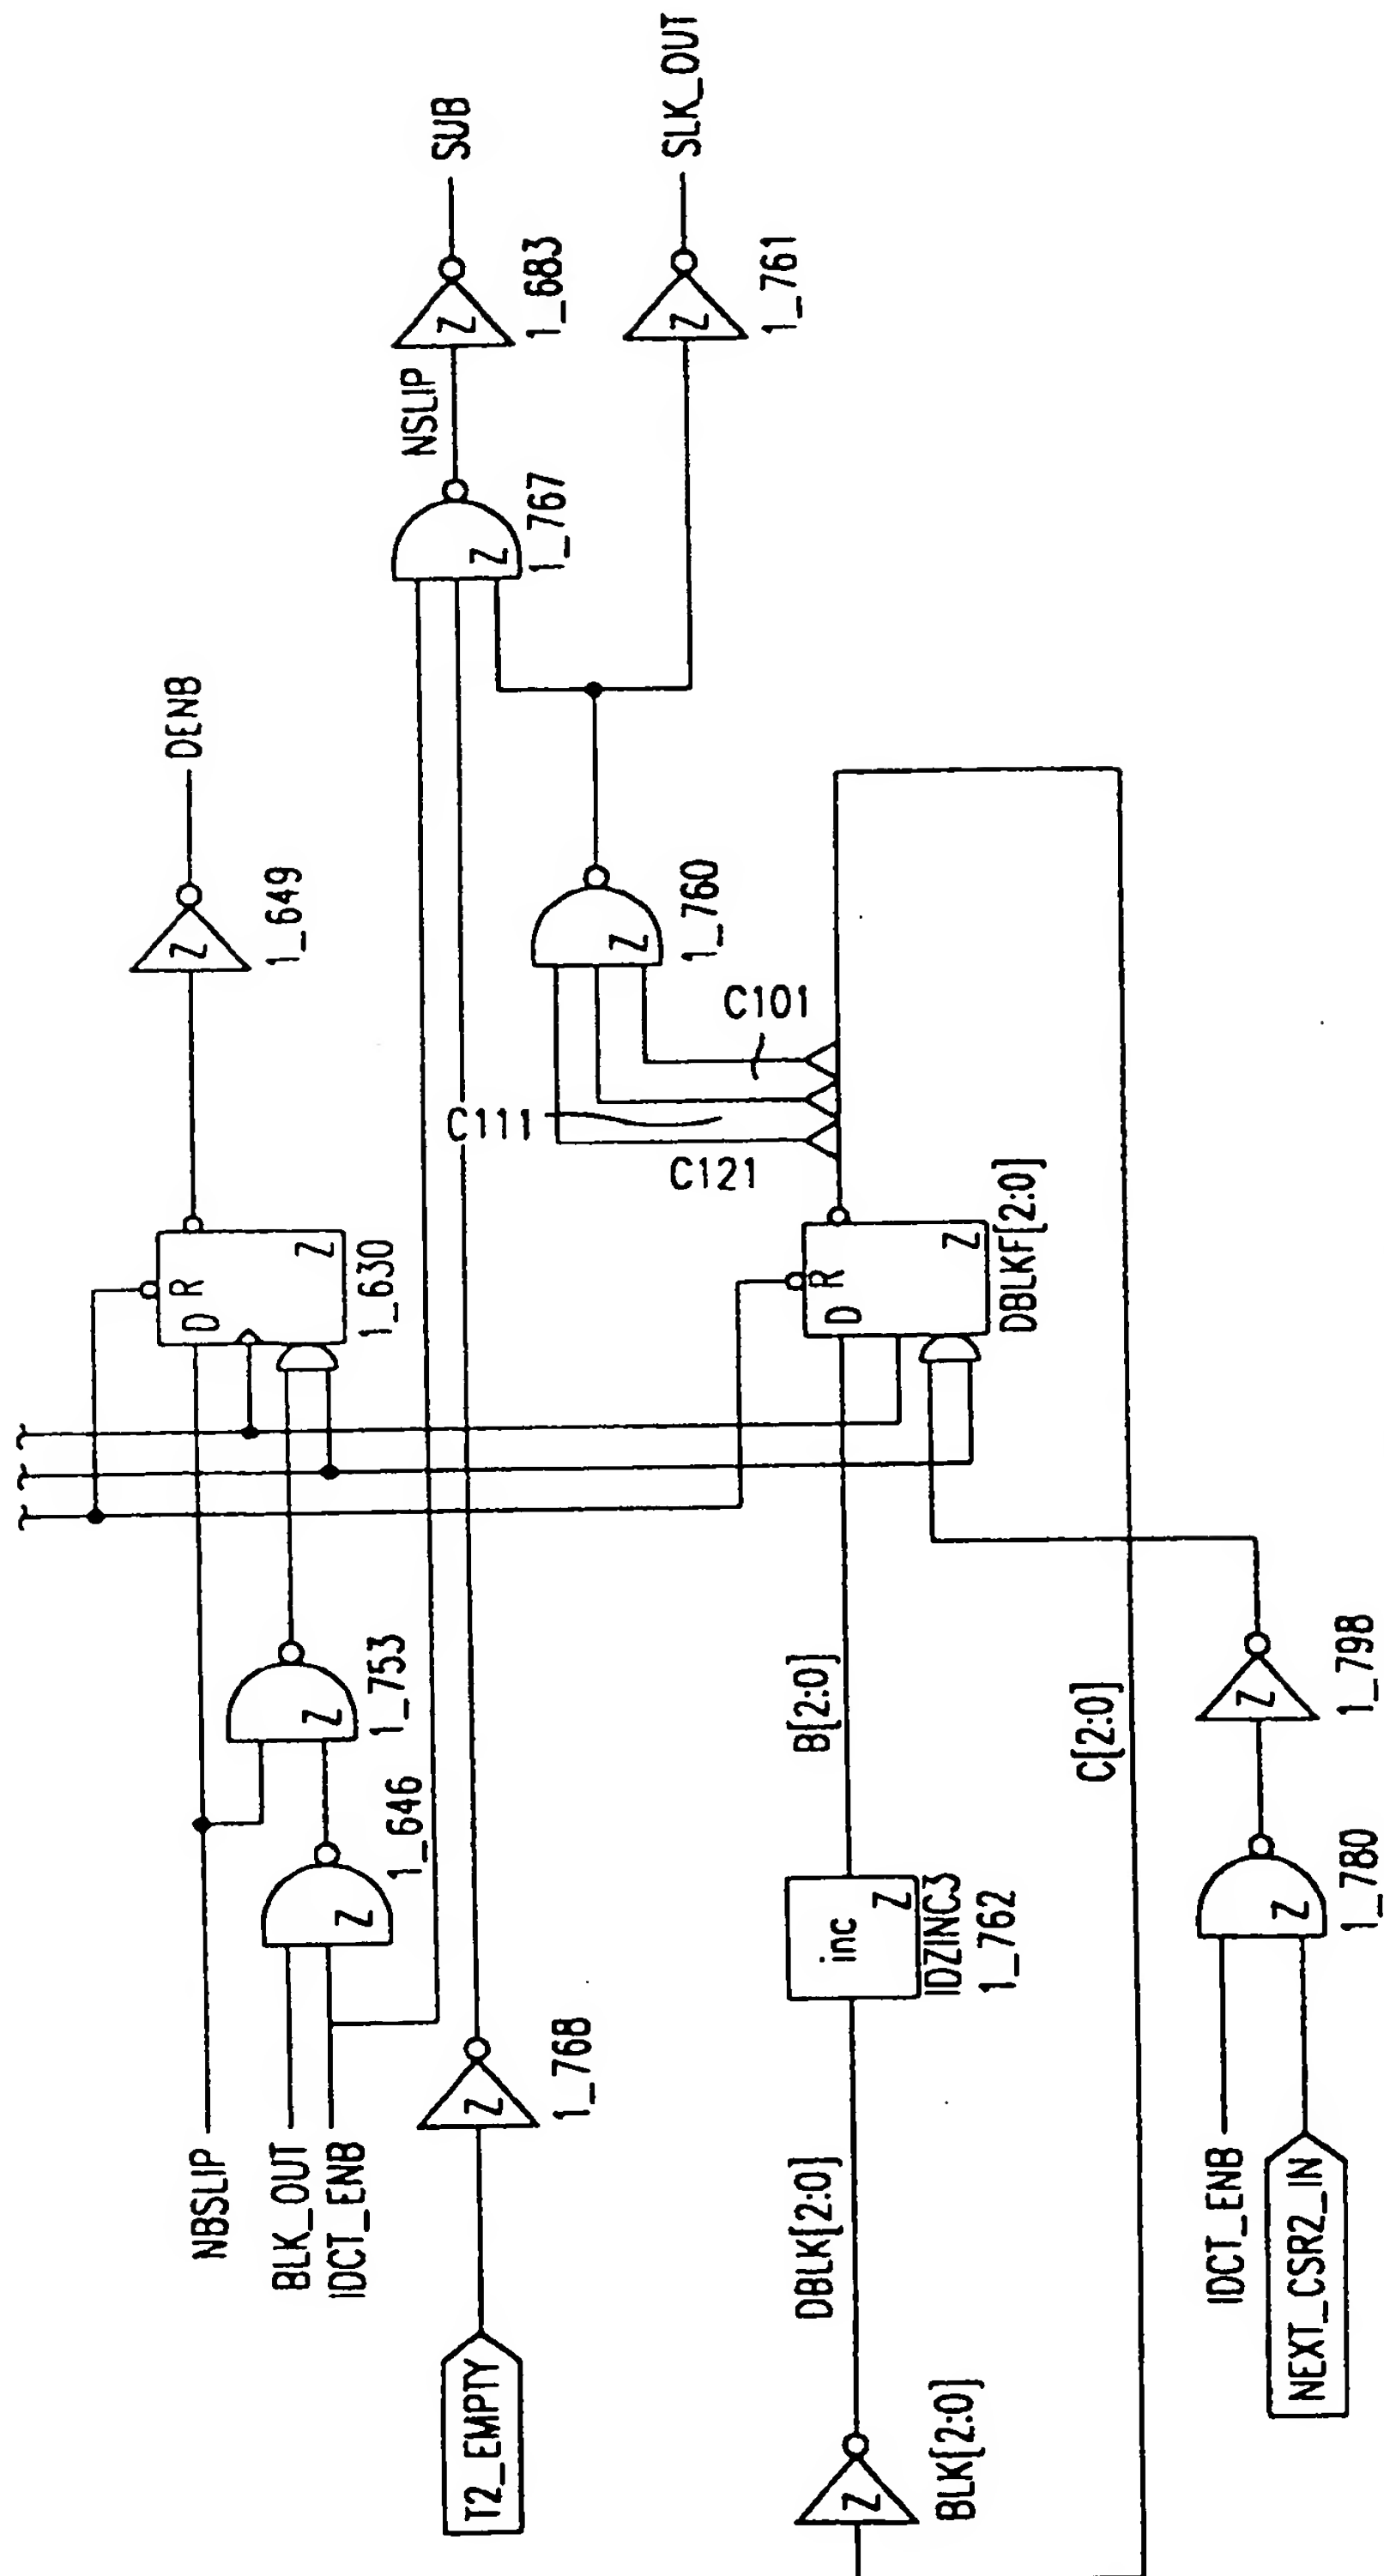 NBSLIP
BLK_OUT
IDCT_ENB
Z
1_646
Z
1_753
D
R
Z
1_630
Z
1_649
DENB
T2_EMPTY
Z
1_768
Z
1_767
NSLIP
Z
1_683
SUB
Z
1_760
C101
C111
C121
Z
1_761
SLK_OUT
Z
BLK[2:0]
DBLK[2:0]
inc
Z
IDZINC3
1_762
B[2:0]
D
R
Z
DBLKF[2:0]
C[2:0]
IDCT_ENB
NEXT_CSR2_IN
Z
1_780
Z
1_798